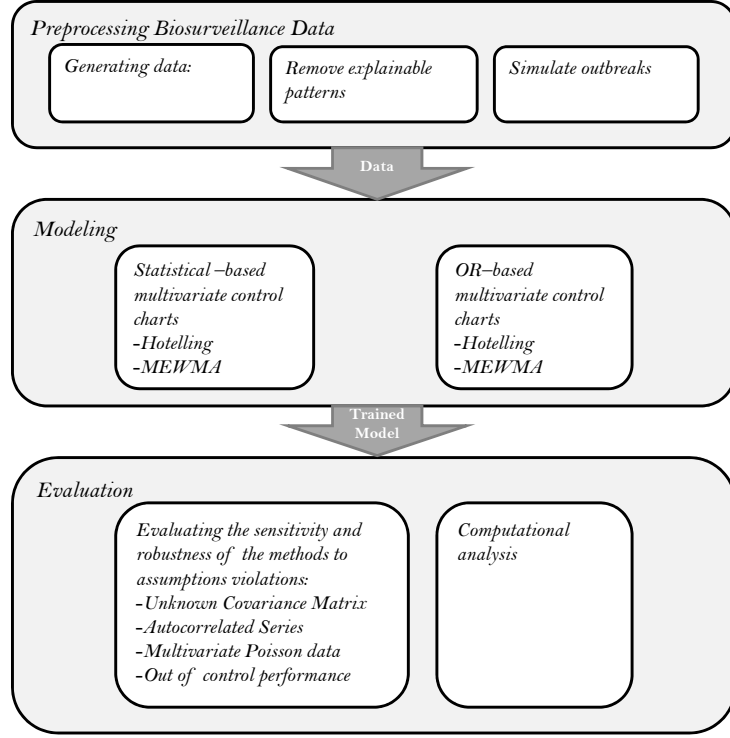 Preprocessing Biosurveillance Data
Generating data:
Remove explainable
patterns
Simulate outbreaks
Data
Modeling
Statistical –based
multivariate control
charts
-Hotelling
-MEWMA
OR–based
multivariate control
charts
-Hotelling
-MEWMA
Trained
Model
Evaluation
Evaluating the sensitivity and
robustness of the methods to
assumptions violations:
-Unknown Covariance Matrix
-Autocorrelated Series
-Multivariate Poisson data
-Out of control performance
Computational
analysis